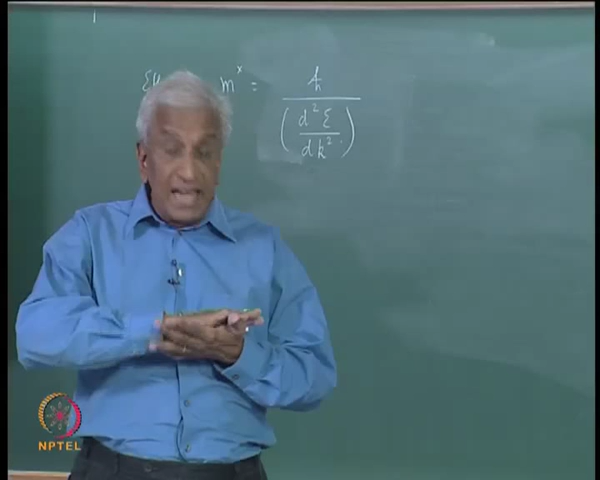 m* = ħ / (d²ℰ / dk²)
NPTEL